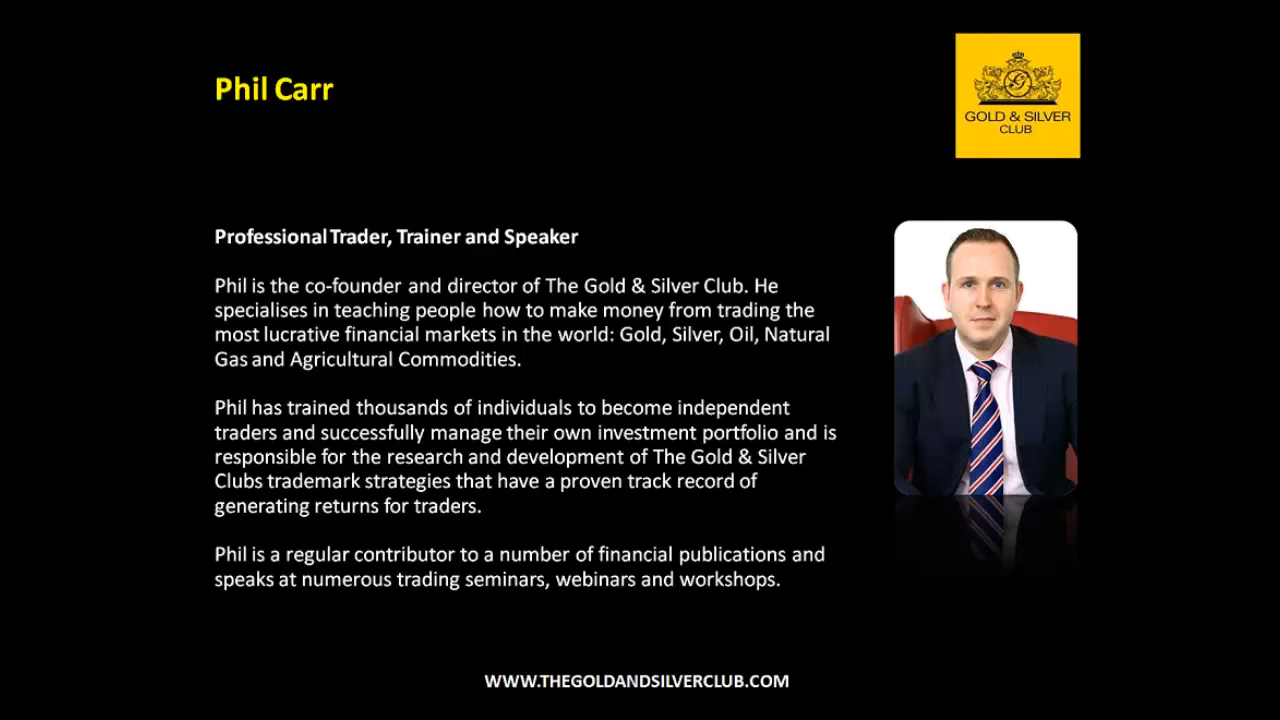 Phil Carr
GOLD & SILVER
CLUB
Professional Trader, Trainer and Speaker
Phil is the co-founder and director of The Gold & Silver Club. He
specialises in teaching people how to make money from trading the
most lucrative financial markets in the world: Gold, Silver, Oil, Natural
Gas and Agricultural Commodities.
Phil has trained thousands of individuals to become independent
traders and successfully manage their own investment portfolio and is
responsible for the research and development of The Gold & Silver
Clubs trademark strategies that have a proven track record of
generating returns for traders.
Phil is a regular contributor to a number of financial publications and
speaks at numerous trading seminars, webinars and workshops.
WWW.THEGOLDANDSILVERCLUB.COM